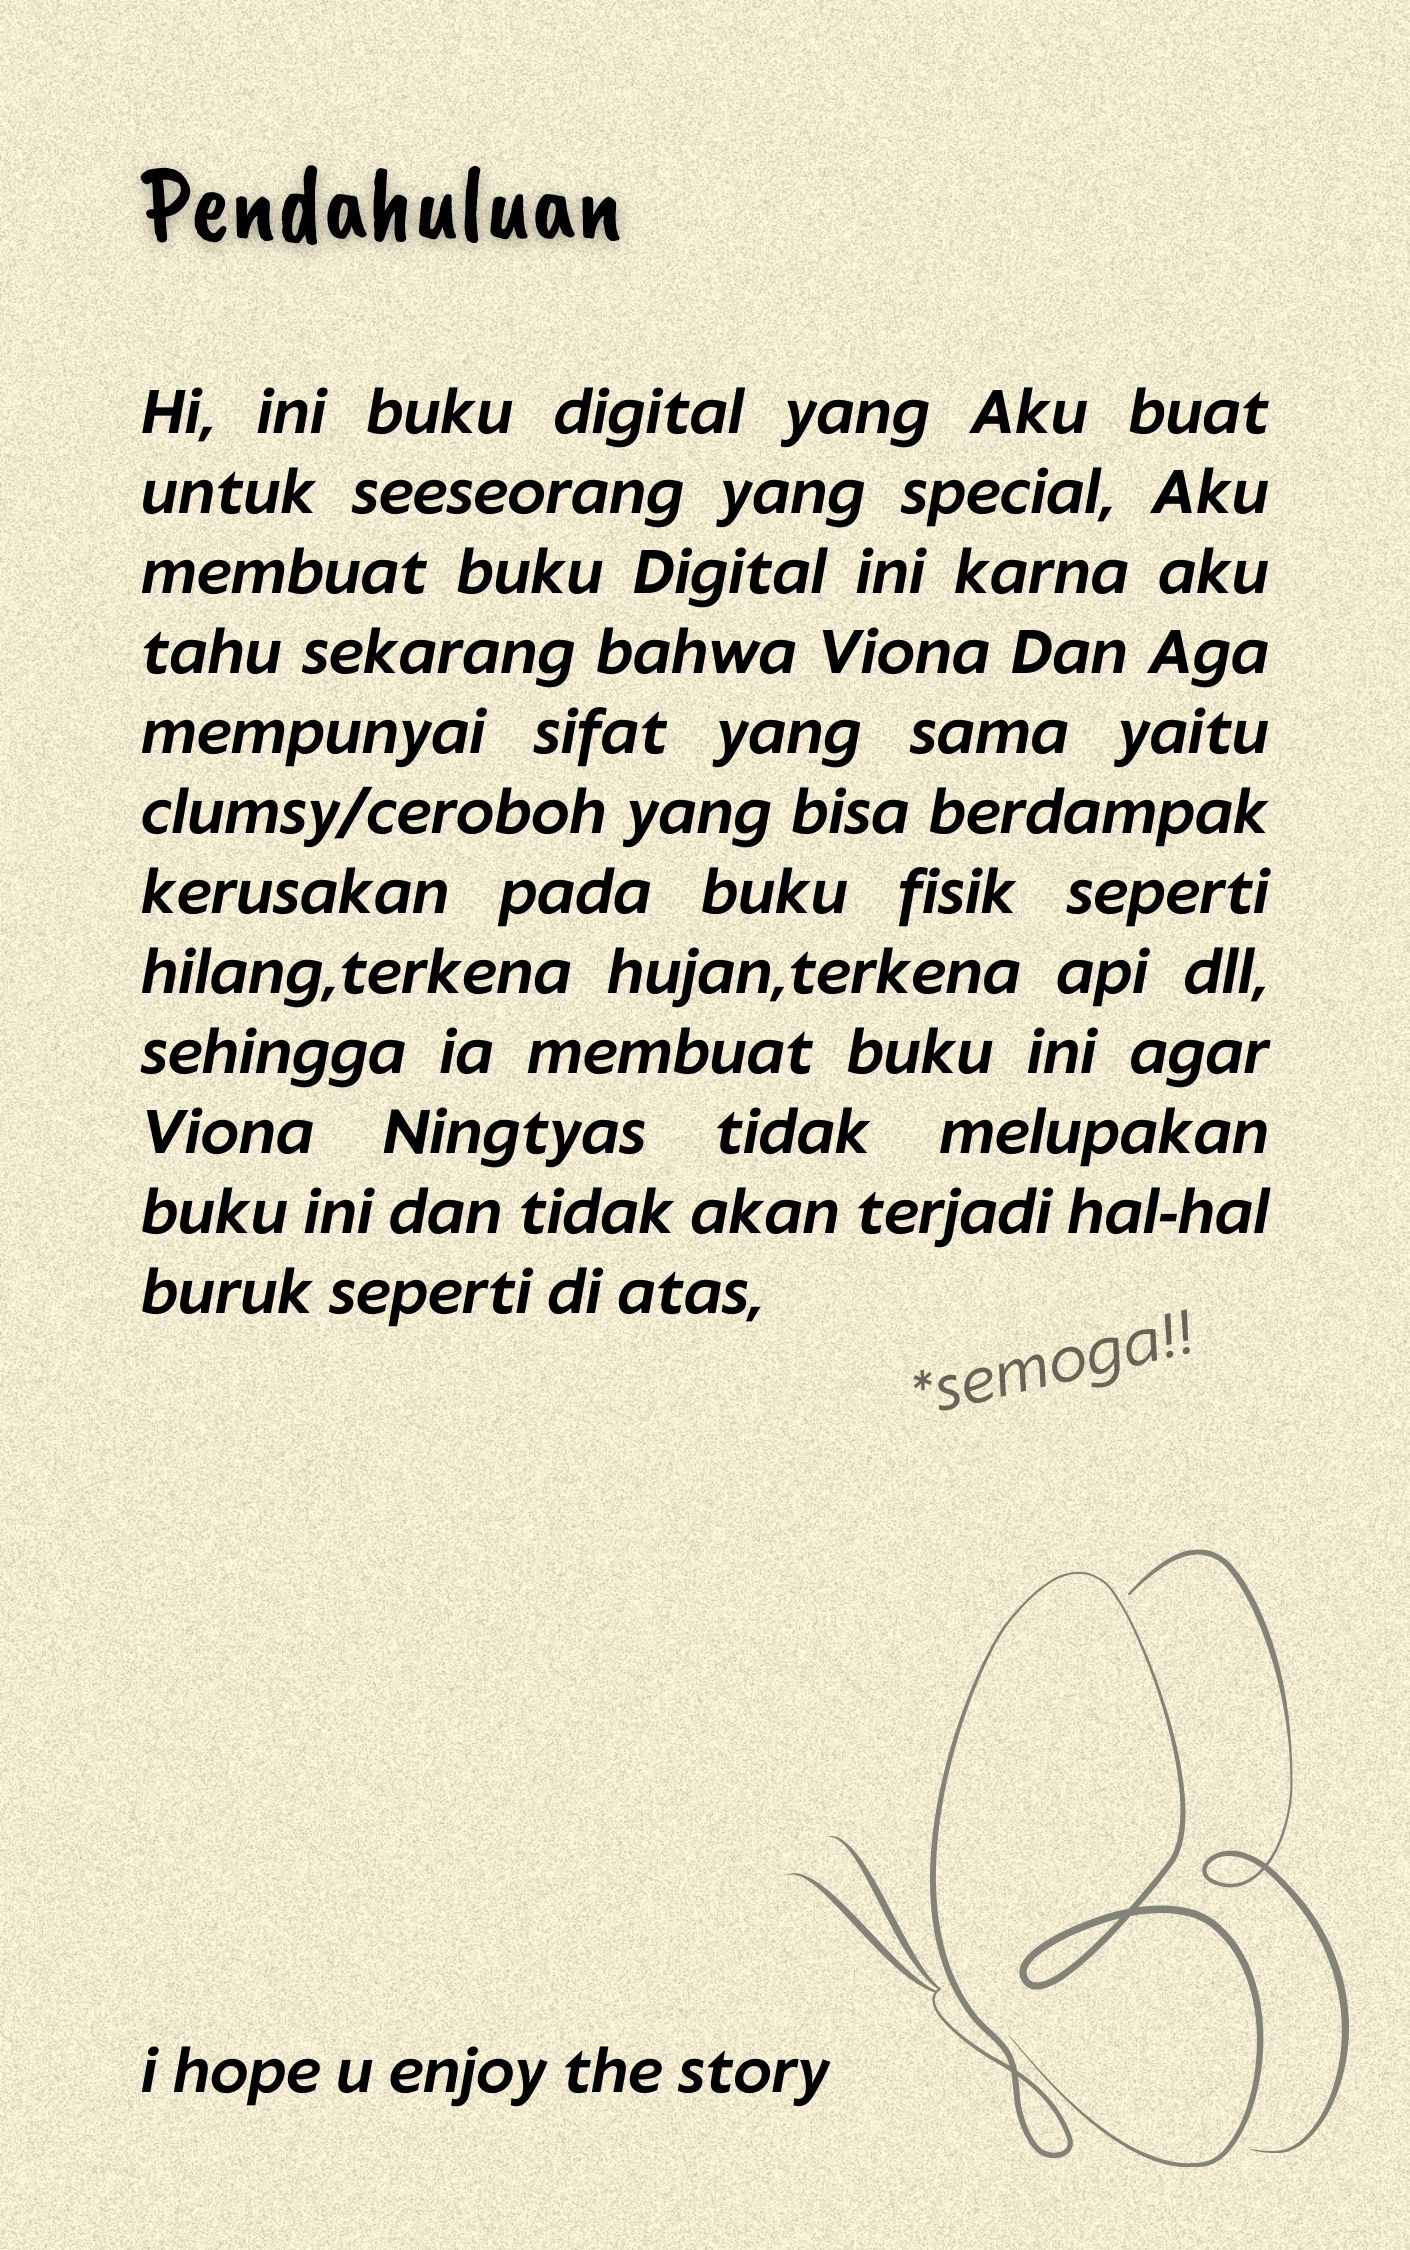 Pendahuluan
Hi, ini buku digital yang Aku buat
untuk seeseorang yang special, Aku
membuat buku Digital ini karna aku
tahu sekarang bahwa Viona Dan Aga
mempunyai sifat yang sama yaitu
clumsy/ceroboh yang bisa berdampak
kerusakan pada buku fisik seperti
hilang,terkena hujan,terkena api dll,
sehingga ia membuat buku ini agar
Viona Ningtyas tidak melupakan
buku ini dan tidak akan terjadi hal-hal
buruk seperti di atas,
*semoga!!
i hope u enjoy the story